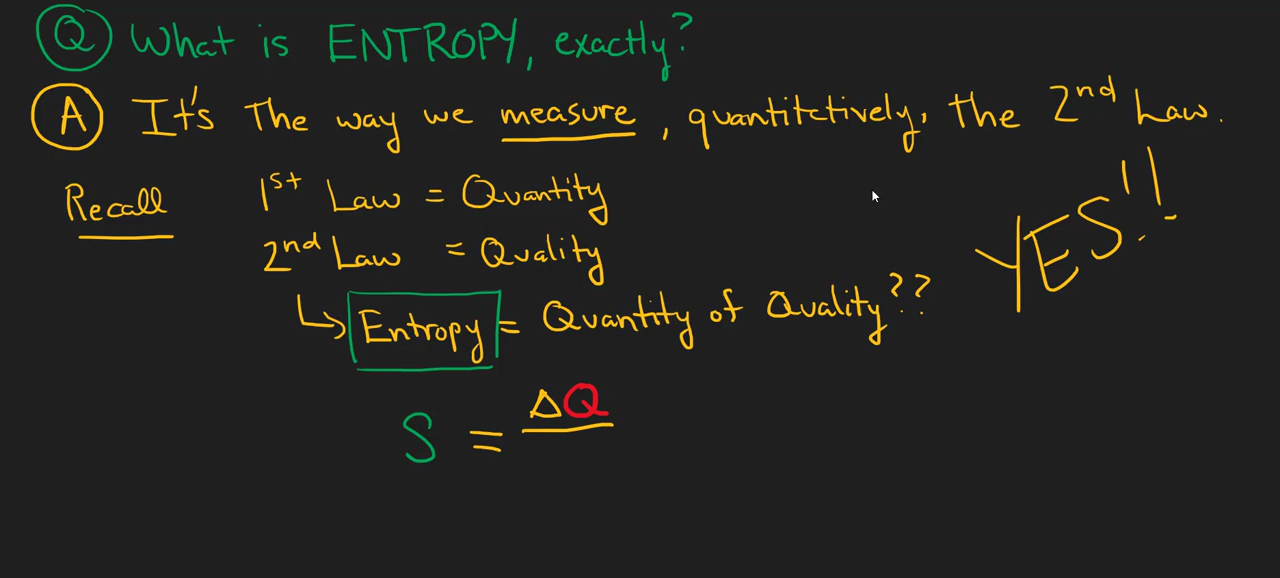 Q What is ENTROPY, exactly?
A It's the way we measure, quantitctively, the 2nd Law.
Recall 1st Law = Quantity
2nd Law = Quality
↳ Entropy = Quantity of Quality??
YES!!
S = ΔQ